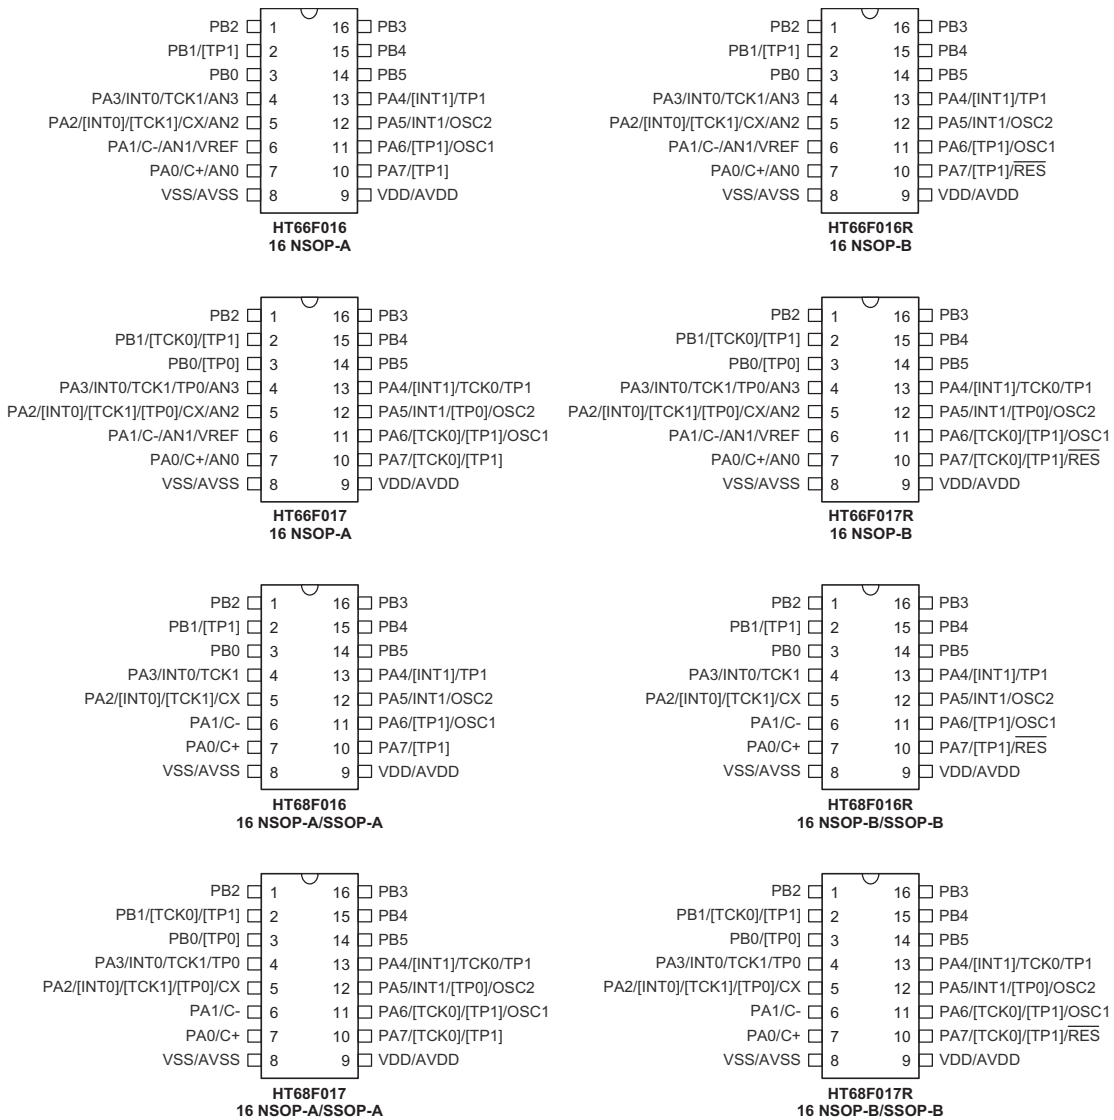 PB2 1 16 PB3
PB1/[TP1] 2 15 PB4
PB0 3 14 PB5
PA3/INT0/TCK1/AN3 4 13 PA4/[INT1]/TP1
PA2/[INT0]/[TCK1]/CX/AN2 5 12 PA5/INT1/OSC2
PA1/C-/AN1/VREF 6 11 PA6/[TP1]/OSC1
PA0/C+/AN0 7 10 PA7/[TP1]
VSS/AVSS 8 9 VDD/AVDD
HT66F016
16 NSOP-A
PB2 1 16 PB3
PB1/[TP1] 2 15 PB4
PB0 3 14 PB5
PA3/INT0/TCK1/AN3 4 13 PA4/[INT1]/TP1
PA2/[INT0]/[TCK1]/CX/AN2 5 12 PA5/INT1/OSC2
PA1/C-/AN1/VREF 6 11 PA6/[TP1]/OSC1
PA0/C+/AN0 7 10 PA7/[TP1]/RES
VSS/AVSS 8 9 VDD/AVDD
HT66F016R
16 NSOP-B
PB2 1 16 PB3
PB1/[TCK0]/[TP1] 2 15 PB4
PB0/[TP0] 3 14 PB5
PA3/INT0/TCK1/TP0/AN3 4 13 PA4/[INT1]/TCK0/TP1
PA2/[INT0]/[TCK1]/[TP0]/CX/AN2 5 12 PA5/INT1/[TP0]/OSC2
PA1/C-/AN1/VREF 6 11 PA6/[TCK0]/[TP1]/OSC1
PA0/C+/AN0 7 10 PA7/[TCK0]/[TP1]
VSS/AVSS 8 9 VDD/AVDD
HT66F017
16 NSOP-A
PB2 1 16 PB3
PB1/[TCK0]/[TP1] 2 15 PB4
PB0/[TP0] 3 14 PB5
PA3/INT0/TCK1/TP0/AN3 4 13 PA4/[INT1]/TCK0/TP1
PA2/[INT0]/[TCK1]/[TP0]/CX/AN2 5 12 PA5/INT1/[TP0]/OSC2
PA1/C-/AN1/VREF 6 11 PA6/[TCK0]/[TP1]/OSC1
PA0/C+/AN0 7 10 PA7/[TCK0]/[TP1]/RES
VSS/AVSS 8 9 VDD/AVDD
HT66F017R
16 NSOP-B
PB2 1 16 PB3
PB1/[TP1] 2 15 PB4
PB0 3 14 PB5
PA3/INT0/TCK1 4 13 PA4/[INT1]/TP1
PA2/[INT0]/[TCK1]/CX 5 12 PA5/INT1/OSC2
PA1/C- 6 11 PA6/[TP1]/OSC1
PA0/C+ 7 10 PA7/[TP1]
VSS/AVSS 8 9 VDD/AVDD
HT68F016
16 NSOP-A/SSOP-A
PB2 1 16 PB3
PB1/[TP1] 2 15 PB4
PB0 3 14 PB5
PA3/INT0/TCK1 4 13 PA4/[INT1]/TP1
PA2/[INT0]/[TCK1]/CX 5 12 PA5/INT1/OSC2
PA1/C- 6 11 PA6/[TP1]/OSC1
PA0/C+ 7 10 PA7/[TP1]/RES
VSS/AVSS 8 9 VDD/AVDD
HT68F016R
16 NSOP-B/SSOP-B
PB2 1 16 PB3
PB1/[TCK0]/[TP1] 2 15 PB4
PB0/[TP0] 3 14 PB5
PA3/INT0/TCK1/TP0 4 13 PA4/[INT1]/TCK0/TP1
PA2/[INT0]/[TCK1]/[TP0]/CX 5 12 PA5/INT1/[TP0]/OSC2
PA1/C- 6 11 PA6/[TCK0]/[TP1]/OSC1
PA0/C+ 7 10 PA7/[TCK0]/[TP1]
VSS/AVSS 8 9 VDD/AVDD
HT68F017
16 NSOP-A/SSOP-A
PB2 1 16 PB3
PB1/[TCK0]/[TP1] 2 15 PB4
PB0/[TP0] 3 14 PB5
PA3/INT0/TCK1/TP0 4 13 PA4/[INT1]/TCK0/TP1
PA2/[INT0]/[TCK1]/[TP0]/CX 5 12 PA5/INT1/[TP0]/OSC2
PA1/C- 6 11 PA6/[TCK0]/[TP1]/OSC1
PA0/C+ 7 10 PA7/[TCK0]/[TP1]/RES
VSS/AVSS 8 9 VDD/AVDD
HT68F017R
16 NSOP-B/SSOP-B